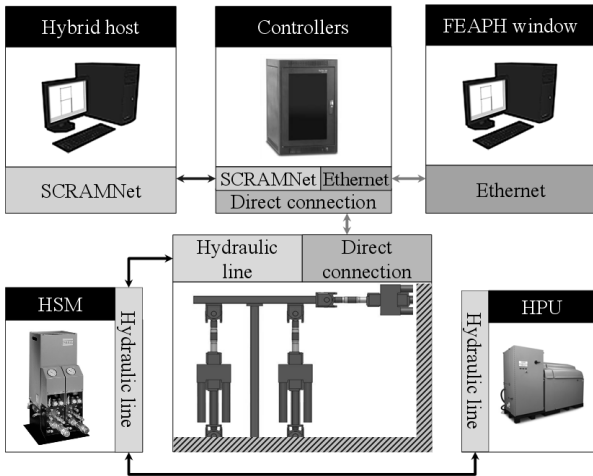 Hybrid host
SCRAMNet
Controllers
SCRAMNet
Ethernet
Direct connection
FEAPH window
Ethernet
Hydraulic
line
Direct
connection
HSM
Hydraulic line
HPU
Hydraulic line